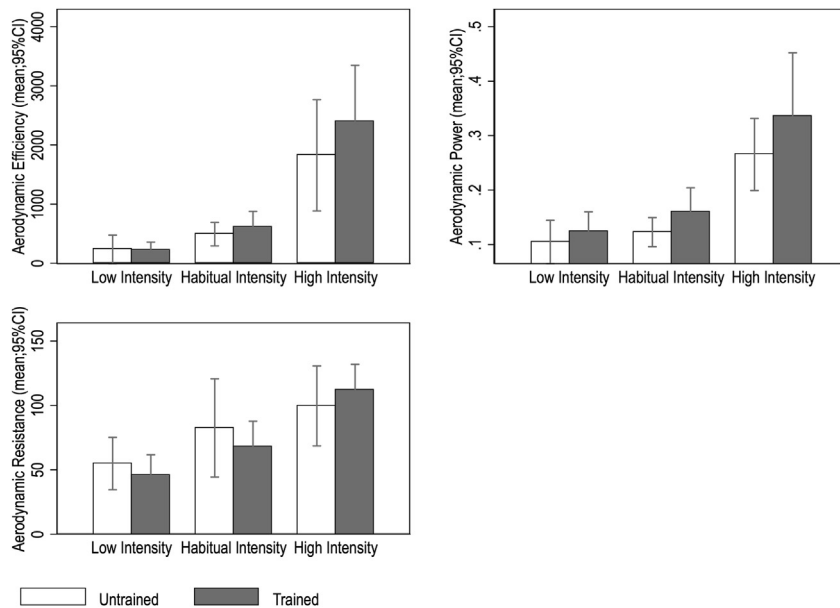 Aerodynamic Efficiency (mean;95%CI)
4000
3000
2000
1000
0
Low Intensity Habitual Intensity High Intensity
Aerodynamic Power (mean;95%CI)
.5
.4
.3
.2
.1
Low Intensity Habitual Intensity High Intensity
Aerodynamic Resistance (mean;95%CI)
150
100
50
0
Low Intensity Habitual Intensity High Intensity
Untrained Trained